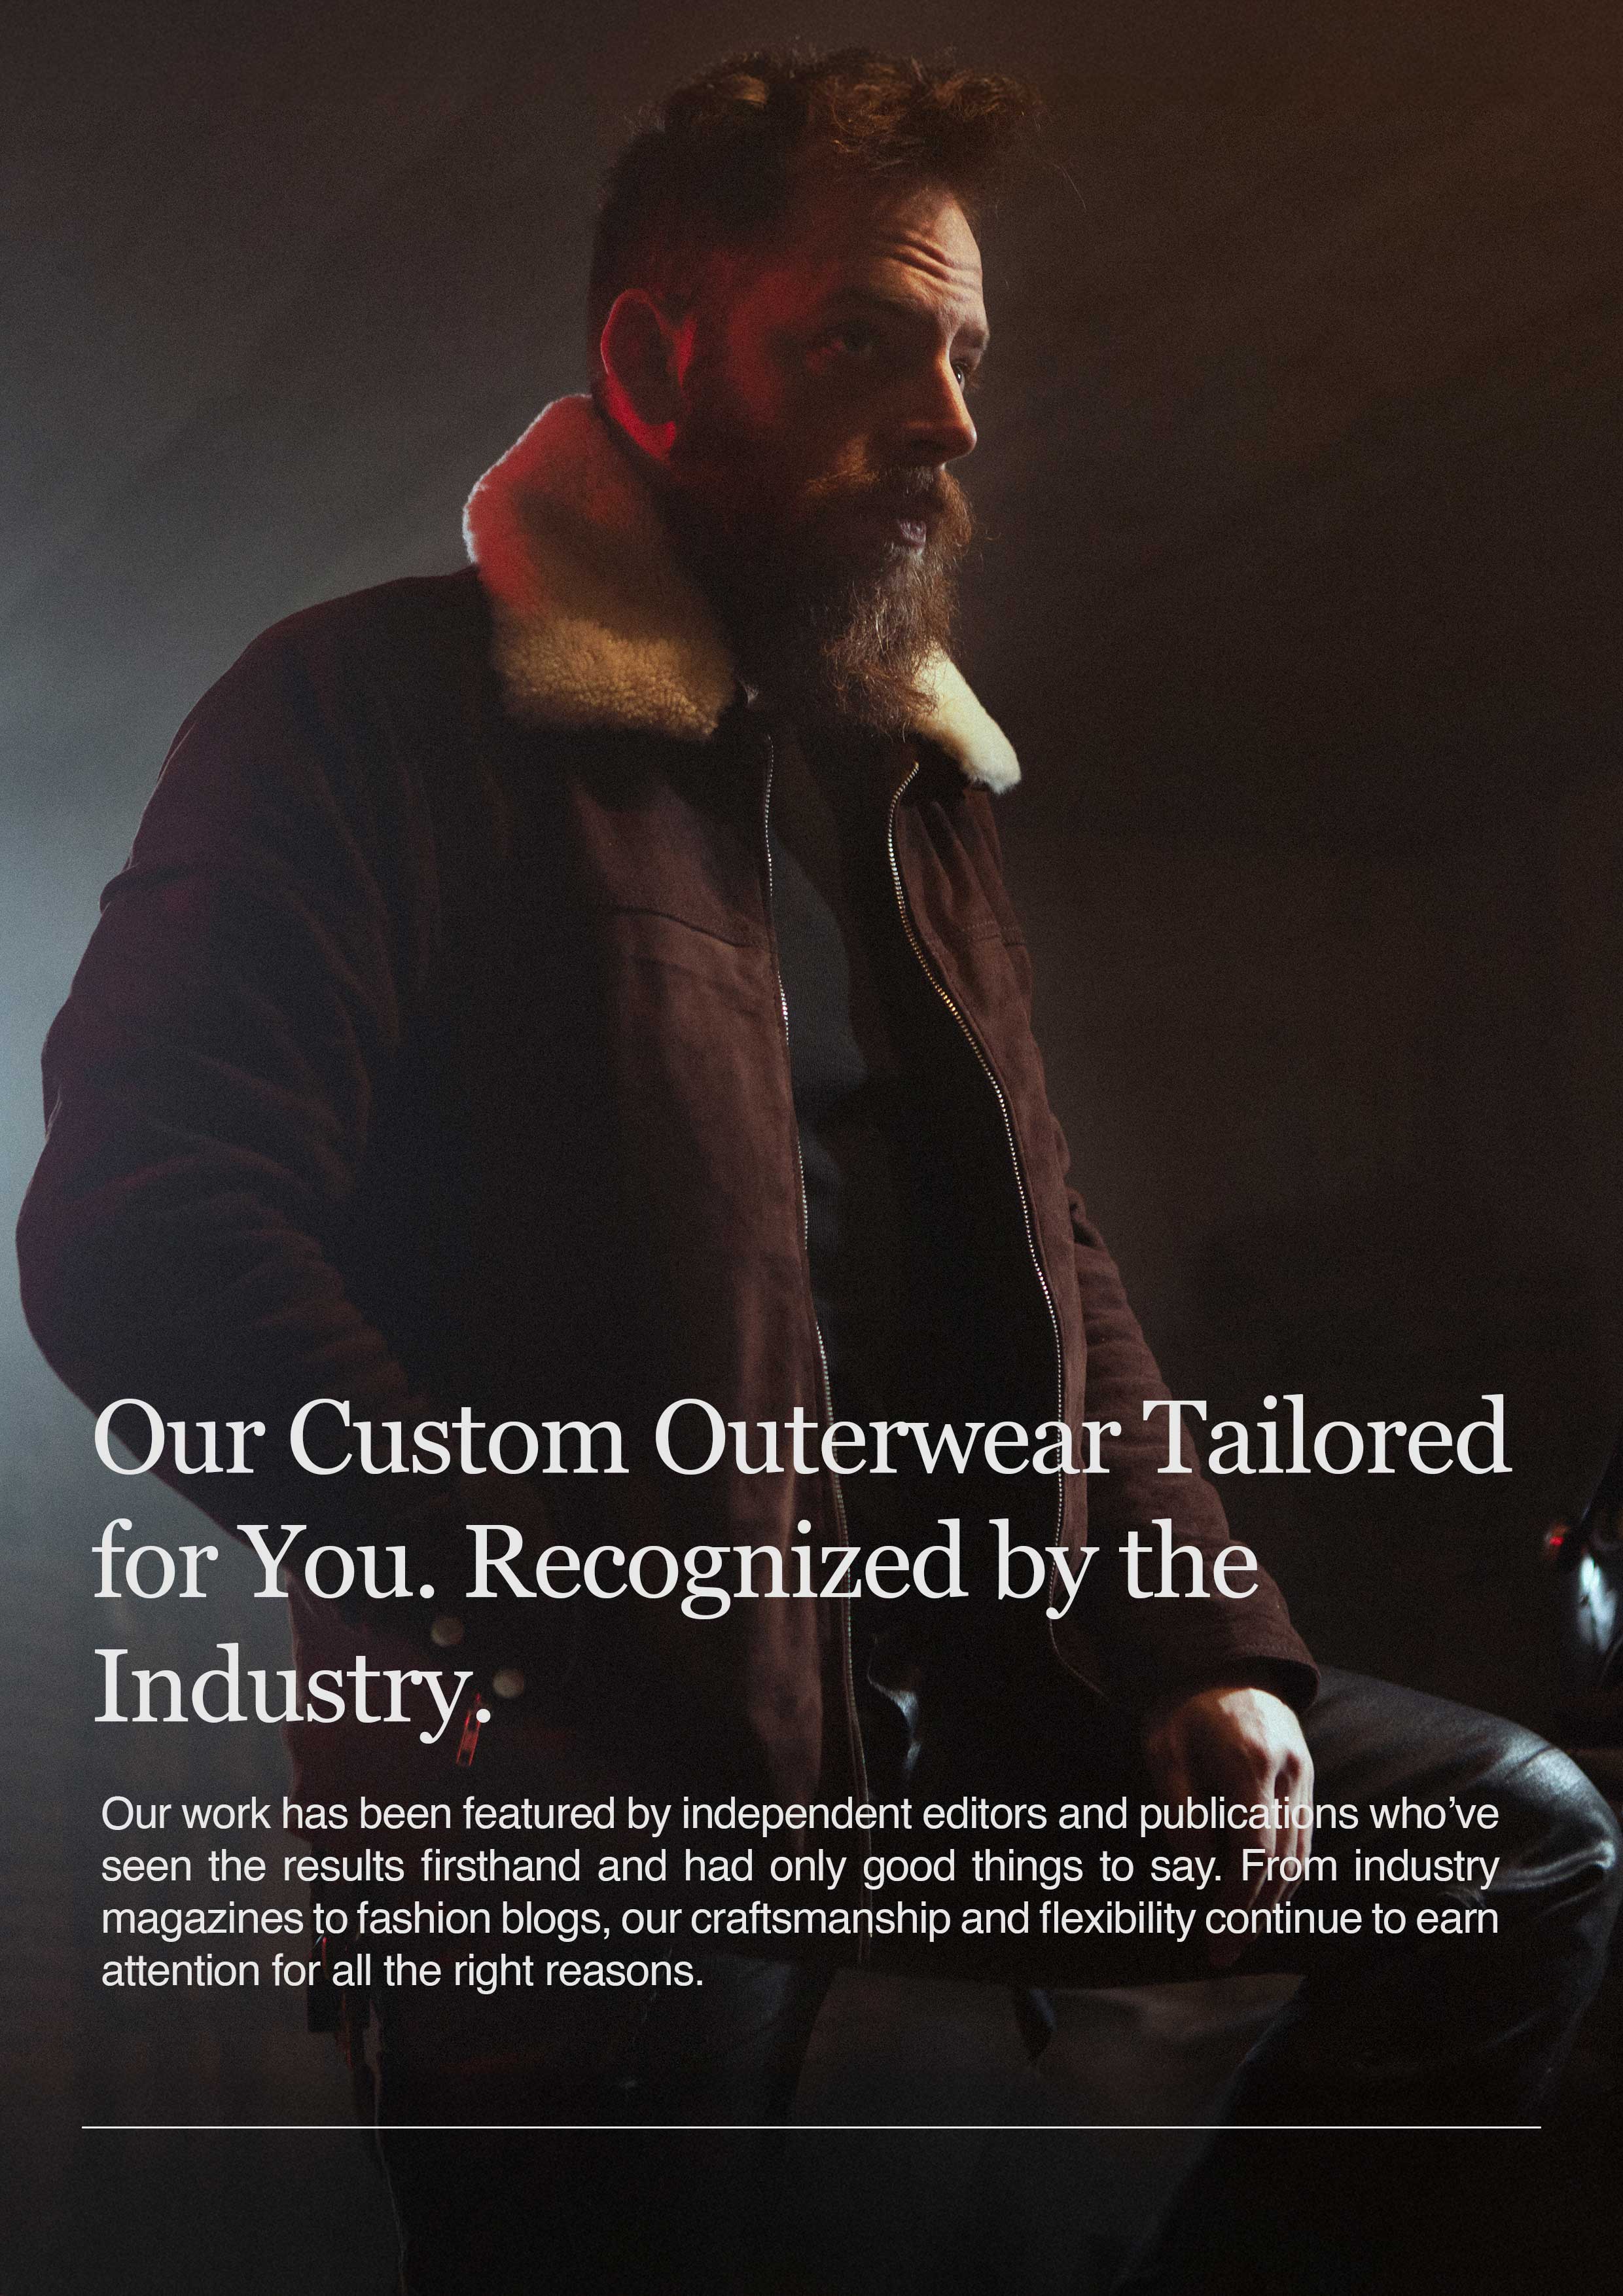 Our Custom Outerwear Tailored
for You. Recognized by the
Industry.
Our work has been featured by independent editors and publications who’ve
seen the results firsthand and had only good things to say. From industry
magazines to fashion blogs, our craftsmanship and flexibility continue to earn
attention for all the right reasons.